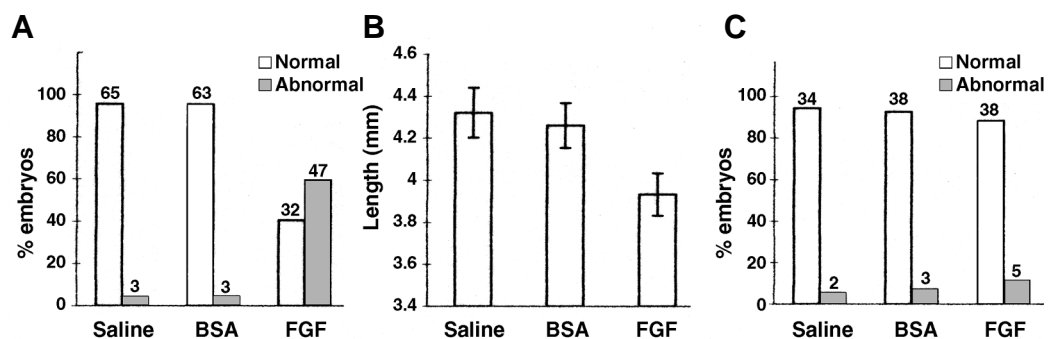 A
% embryos
100
80
60
40
20
0
Normal
Abnormal
65
3
63
3
32
47
Saline BSA FGF
B
Length (mm)
4.6
4.4
4.2
4
3.8
3.6
3.4
Saline BSA FGF
C
% embryos
100
80
60
40
20
0
Normal
Abnormal
34
2
38
3
38
5
Saline BSA FGF